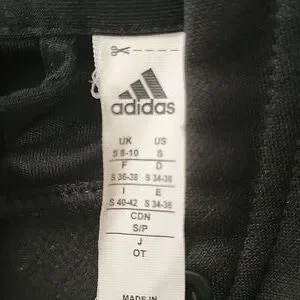 adidas
UK US
S 8-10 S
F D
S 36-38 S 34-36
I E
S 40-42 S 34-36
CDN
S/P
J
OT
MADE IN